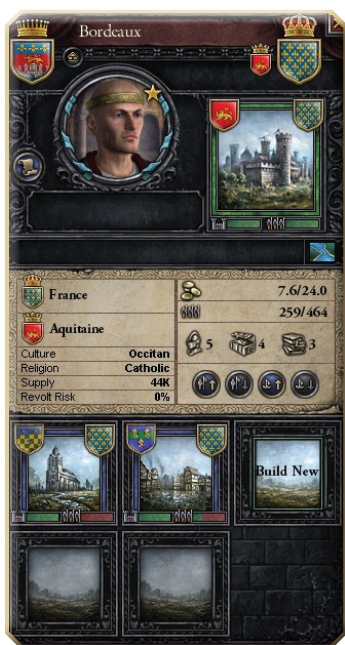 Bordeaux
France
7.6/24.0
259/464
Aquitaine
5 4 3
Culture Occitan
Religion Catholic
Supply 44K
Revolt Risk 0%
Build New